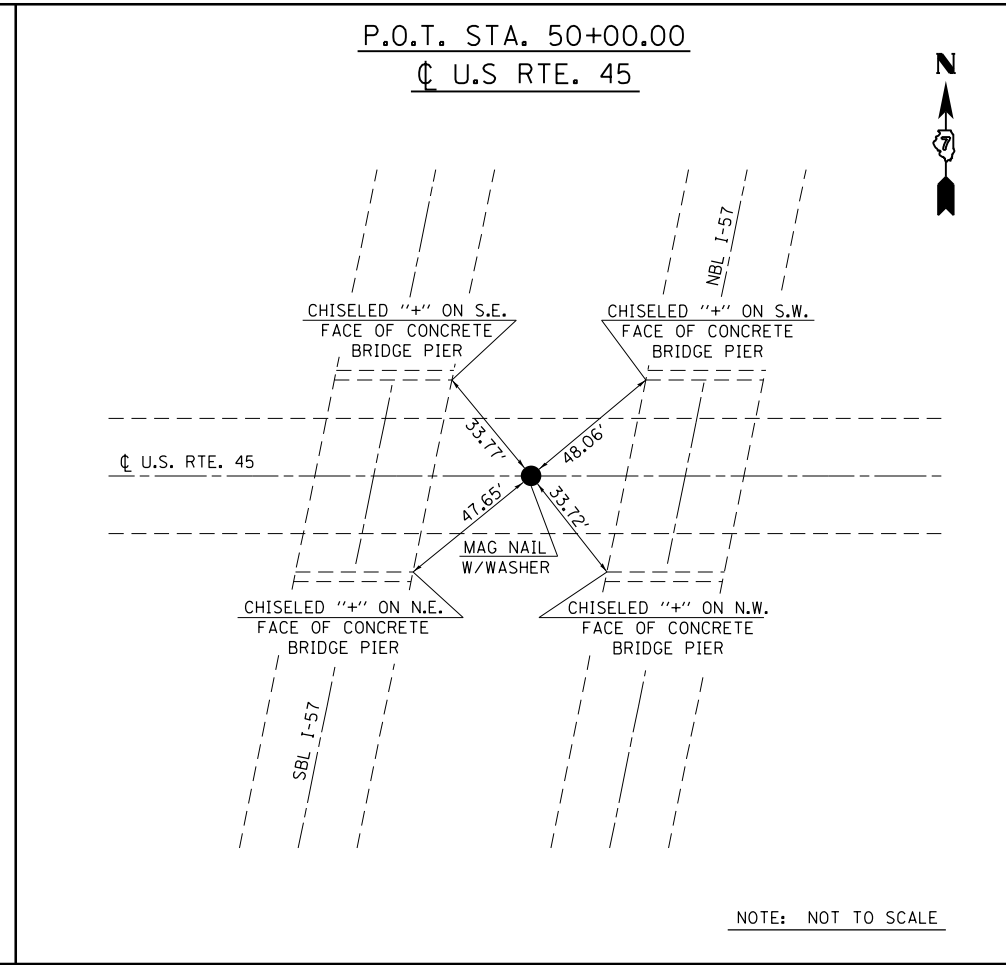 P.O.T. STA. 50+00.00
℄ U.S RTE. 45
N
7
NBL I-57
CHISELED "+" ON S.E.
FACE OF CONCRETE
BRIDGE PIER
CHISELED "+" ON S.W.
FACE OF CONCRETE
BRIDGE PIER
33.77'
48.06'
℄ U.S. RTE. 45
47.65'
33.72'
MAG NAIL
W/WASHER
CHISELED "+" ON N.E.
FACE OF CONCRETE
BRIDGE PIER
CHISELED "+" ON N.W.
FACE OF CONCRETE
BRIDGE PIER
SBL I-57
NOTE: NOT TO SCALE